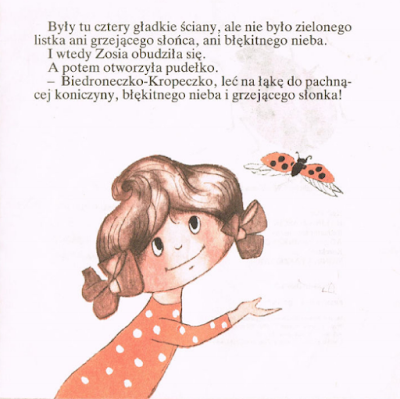 Były tu cztery gładkie ściany, ale nie było zielonego
listka ani grzejącego słońca, ani błękitnego nieba.
I wtedy Zosia obudziła się.
A potem otworzyła pudełko.
– Biedroneczko-Kropeczko, leć na łąkę do pachną-
cej koniczyny, błękitnego nieba i grzejącego słonka!